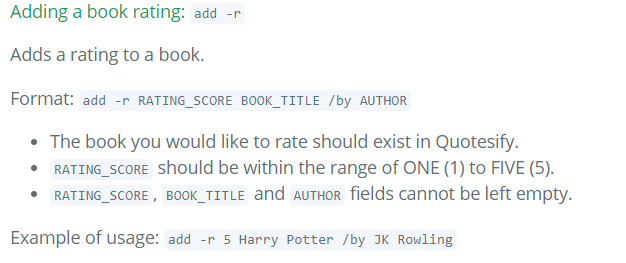 Adding a book rating: add -r
Adds a rating to a book.
Format: add -r RATING_SCORE BOOK_TITLE /by AUTHOR
• The book you would like to rate should exist in Quotesify.
• RATING_SCORE should be within the range of ONE (1) to FIVE (5).
• RATING_SCORE, BOOK_TITLE and AUTHOR fields cannot be left empty.
Example of usage: add -r 5 Harry Potter /by JK Rowling